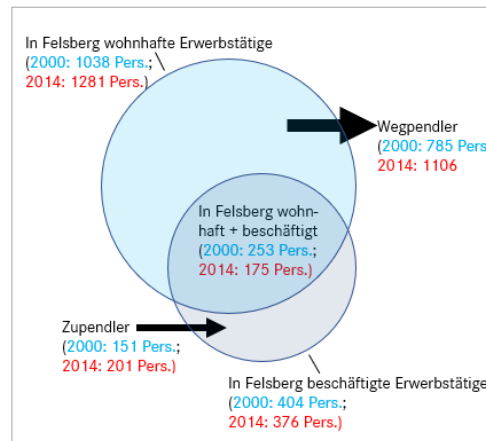 In Felsberg wohnhafte Erwerbstätige
(2000: 1038 Pers.;
2014: 1281 Pers.)
Wegpendler
(2000: 785 Pers
2014: 1106
In Felsberg wohn-
haft + beschäftigt
(2000: 253 Pers.;
2014: 175 Pers.)
Zupendler
(2000: 151 Pers.;
2014: 201 Pers.)
In Felsberg beschäftigte Erwerbstätige
(2000: 404 Pers.;
2014: 376 Pers.)